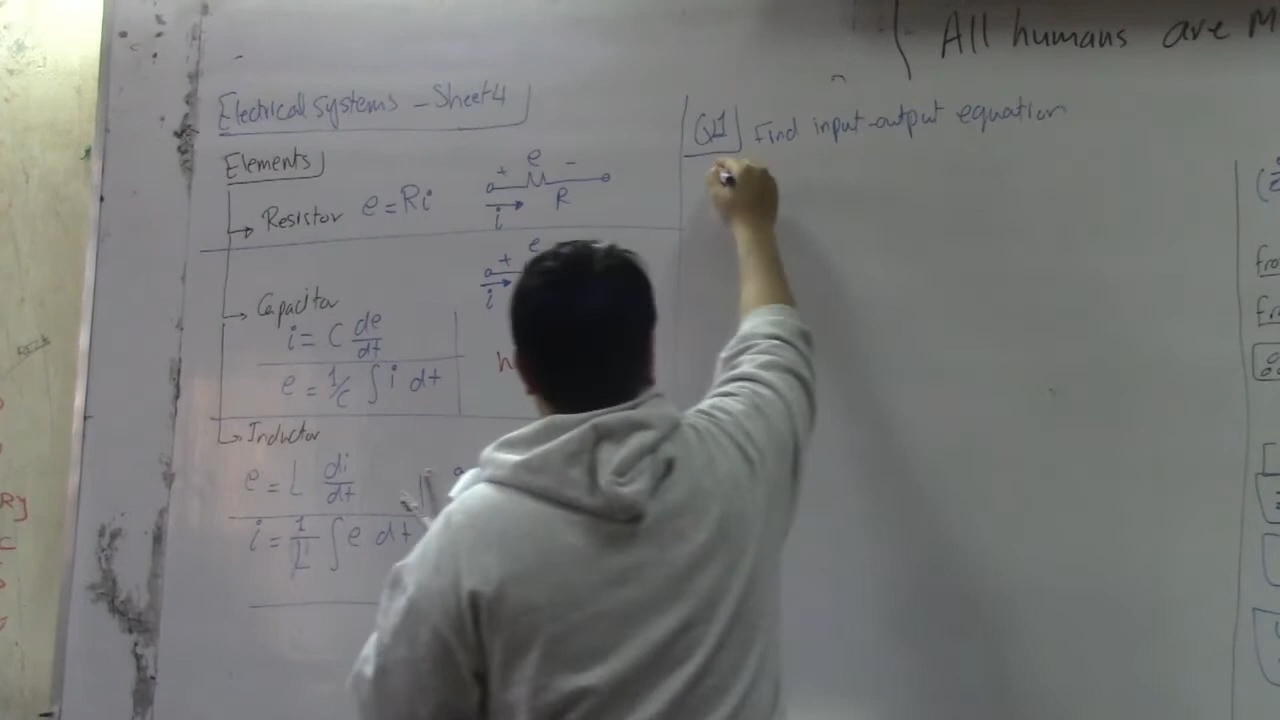 All humans are M
Electrical systems - Sheet 4
Elements
Resistor e = Ri
+ e -
i R
Capacitor
e
+
i
i = C de/dt
e = 1/C ∫ i dt
Inductor
e = L di/dt
i = 1/L ∫ e dt
Q1 Find input-output equation